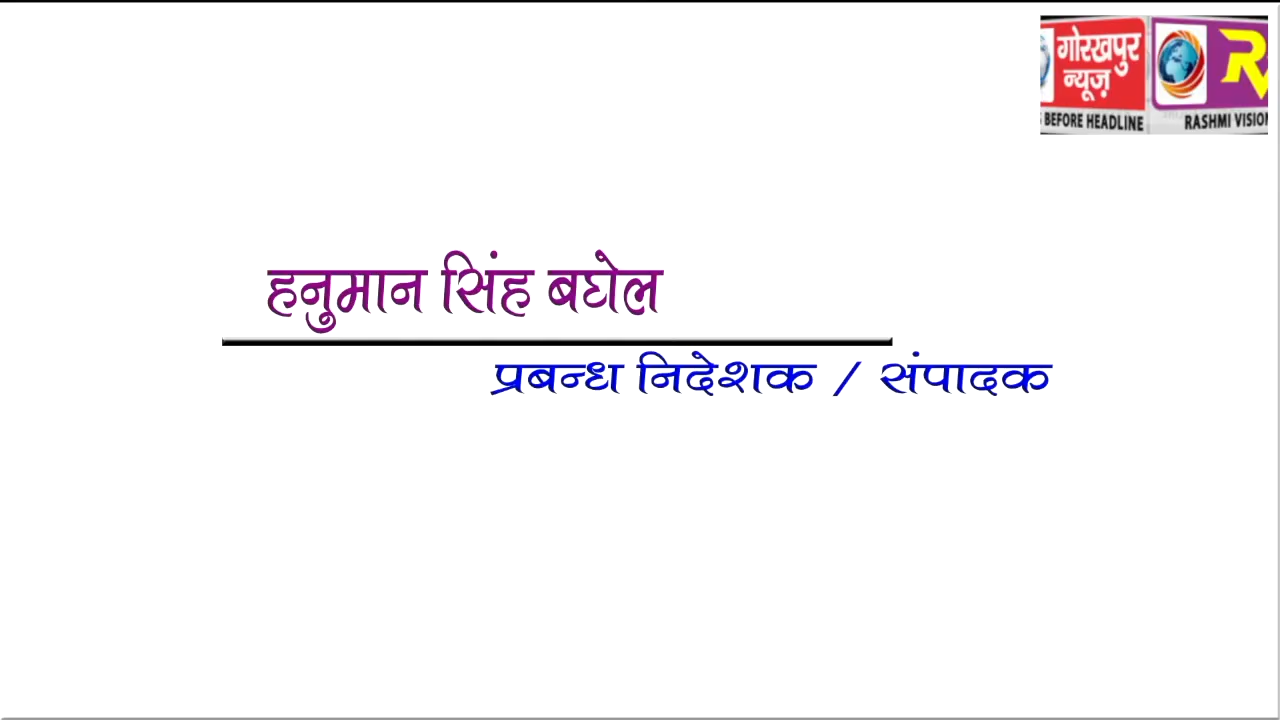 गोरखपुर
न्यूज़
BEFORE HEADLINE
RASHMI VISION
हनुमान सिंह बघेल
प्रबन्ध निदेशक / संपादक